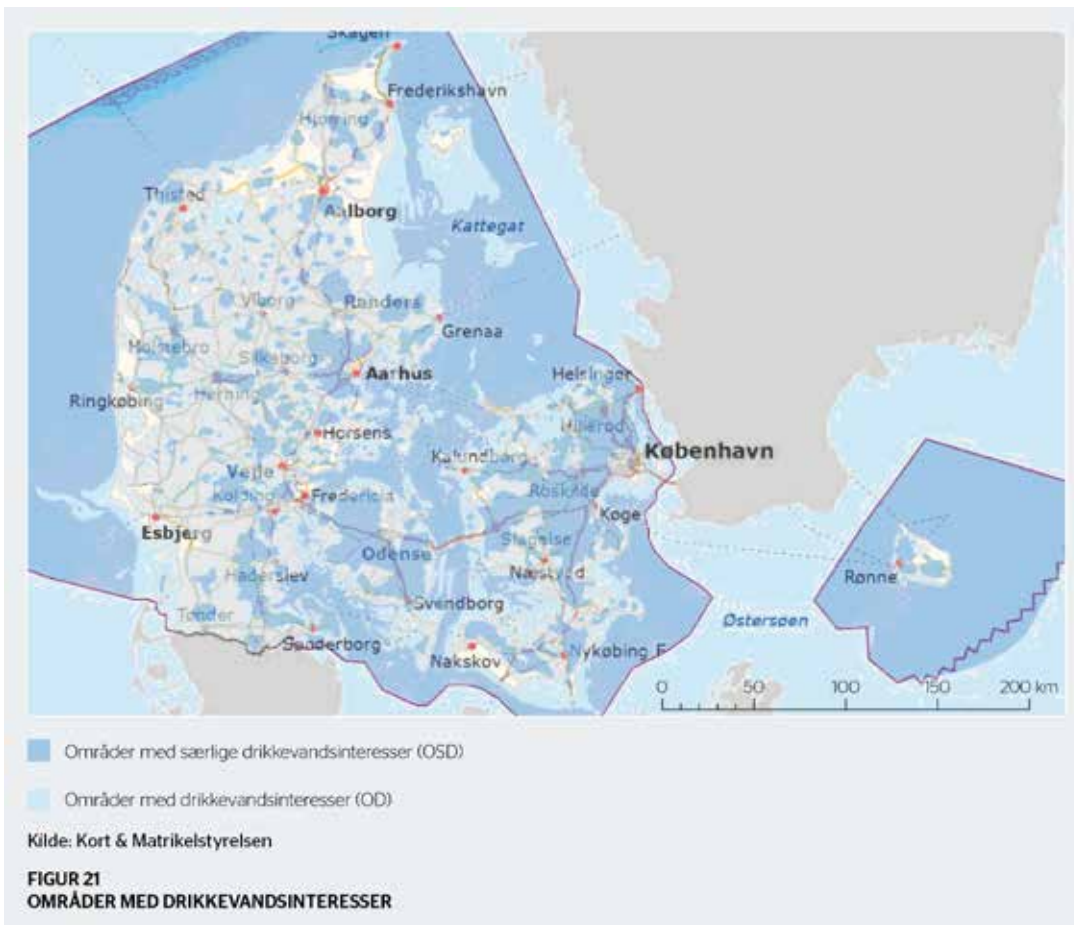 Skagen
Frederikshavn
Hjørring
Thisted
Aalborg
Kattegat
Viborg
Randers
Grenaa
Holstebro
Silkeborg
Aarhus
Helsingør
Ringkøbing
Herning
Hillerød
Horsens
København
Kalundborg
Vejle
Roskilde
Kolding
Fredericia
Køge
Esbjerg
Odense
Slagelse
Næstved
Rønne
Haderslev
Svendborg
Tønder
Østersøen
Sønderborg
Nakskov
Nykøbing F
0 50 100 150 200 km
Områder med særlige drikkevandsinteresser (OSD)
Områder med drikkevandsinteresser (OD)
Kilde: Kort & Matrikelstyrelsen
FIGUR 21
OMRÅDER MED DRIKKEVANDSINTERESSER